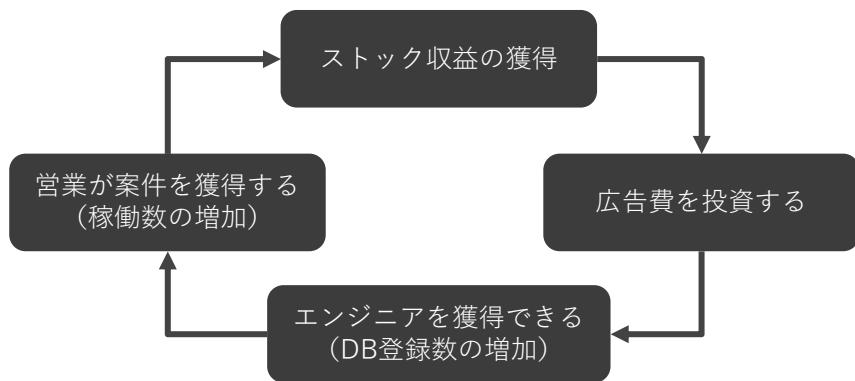 ストック収益の獲得
営業が案件を獲得する
（稼働数の増加）
広告費を投資する
エンジニアを獲得できる
（DB登録数の増加）